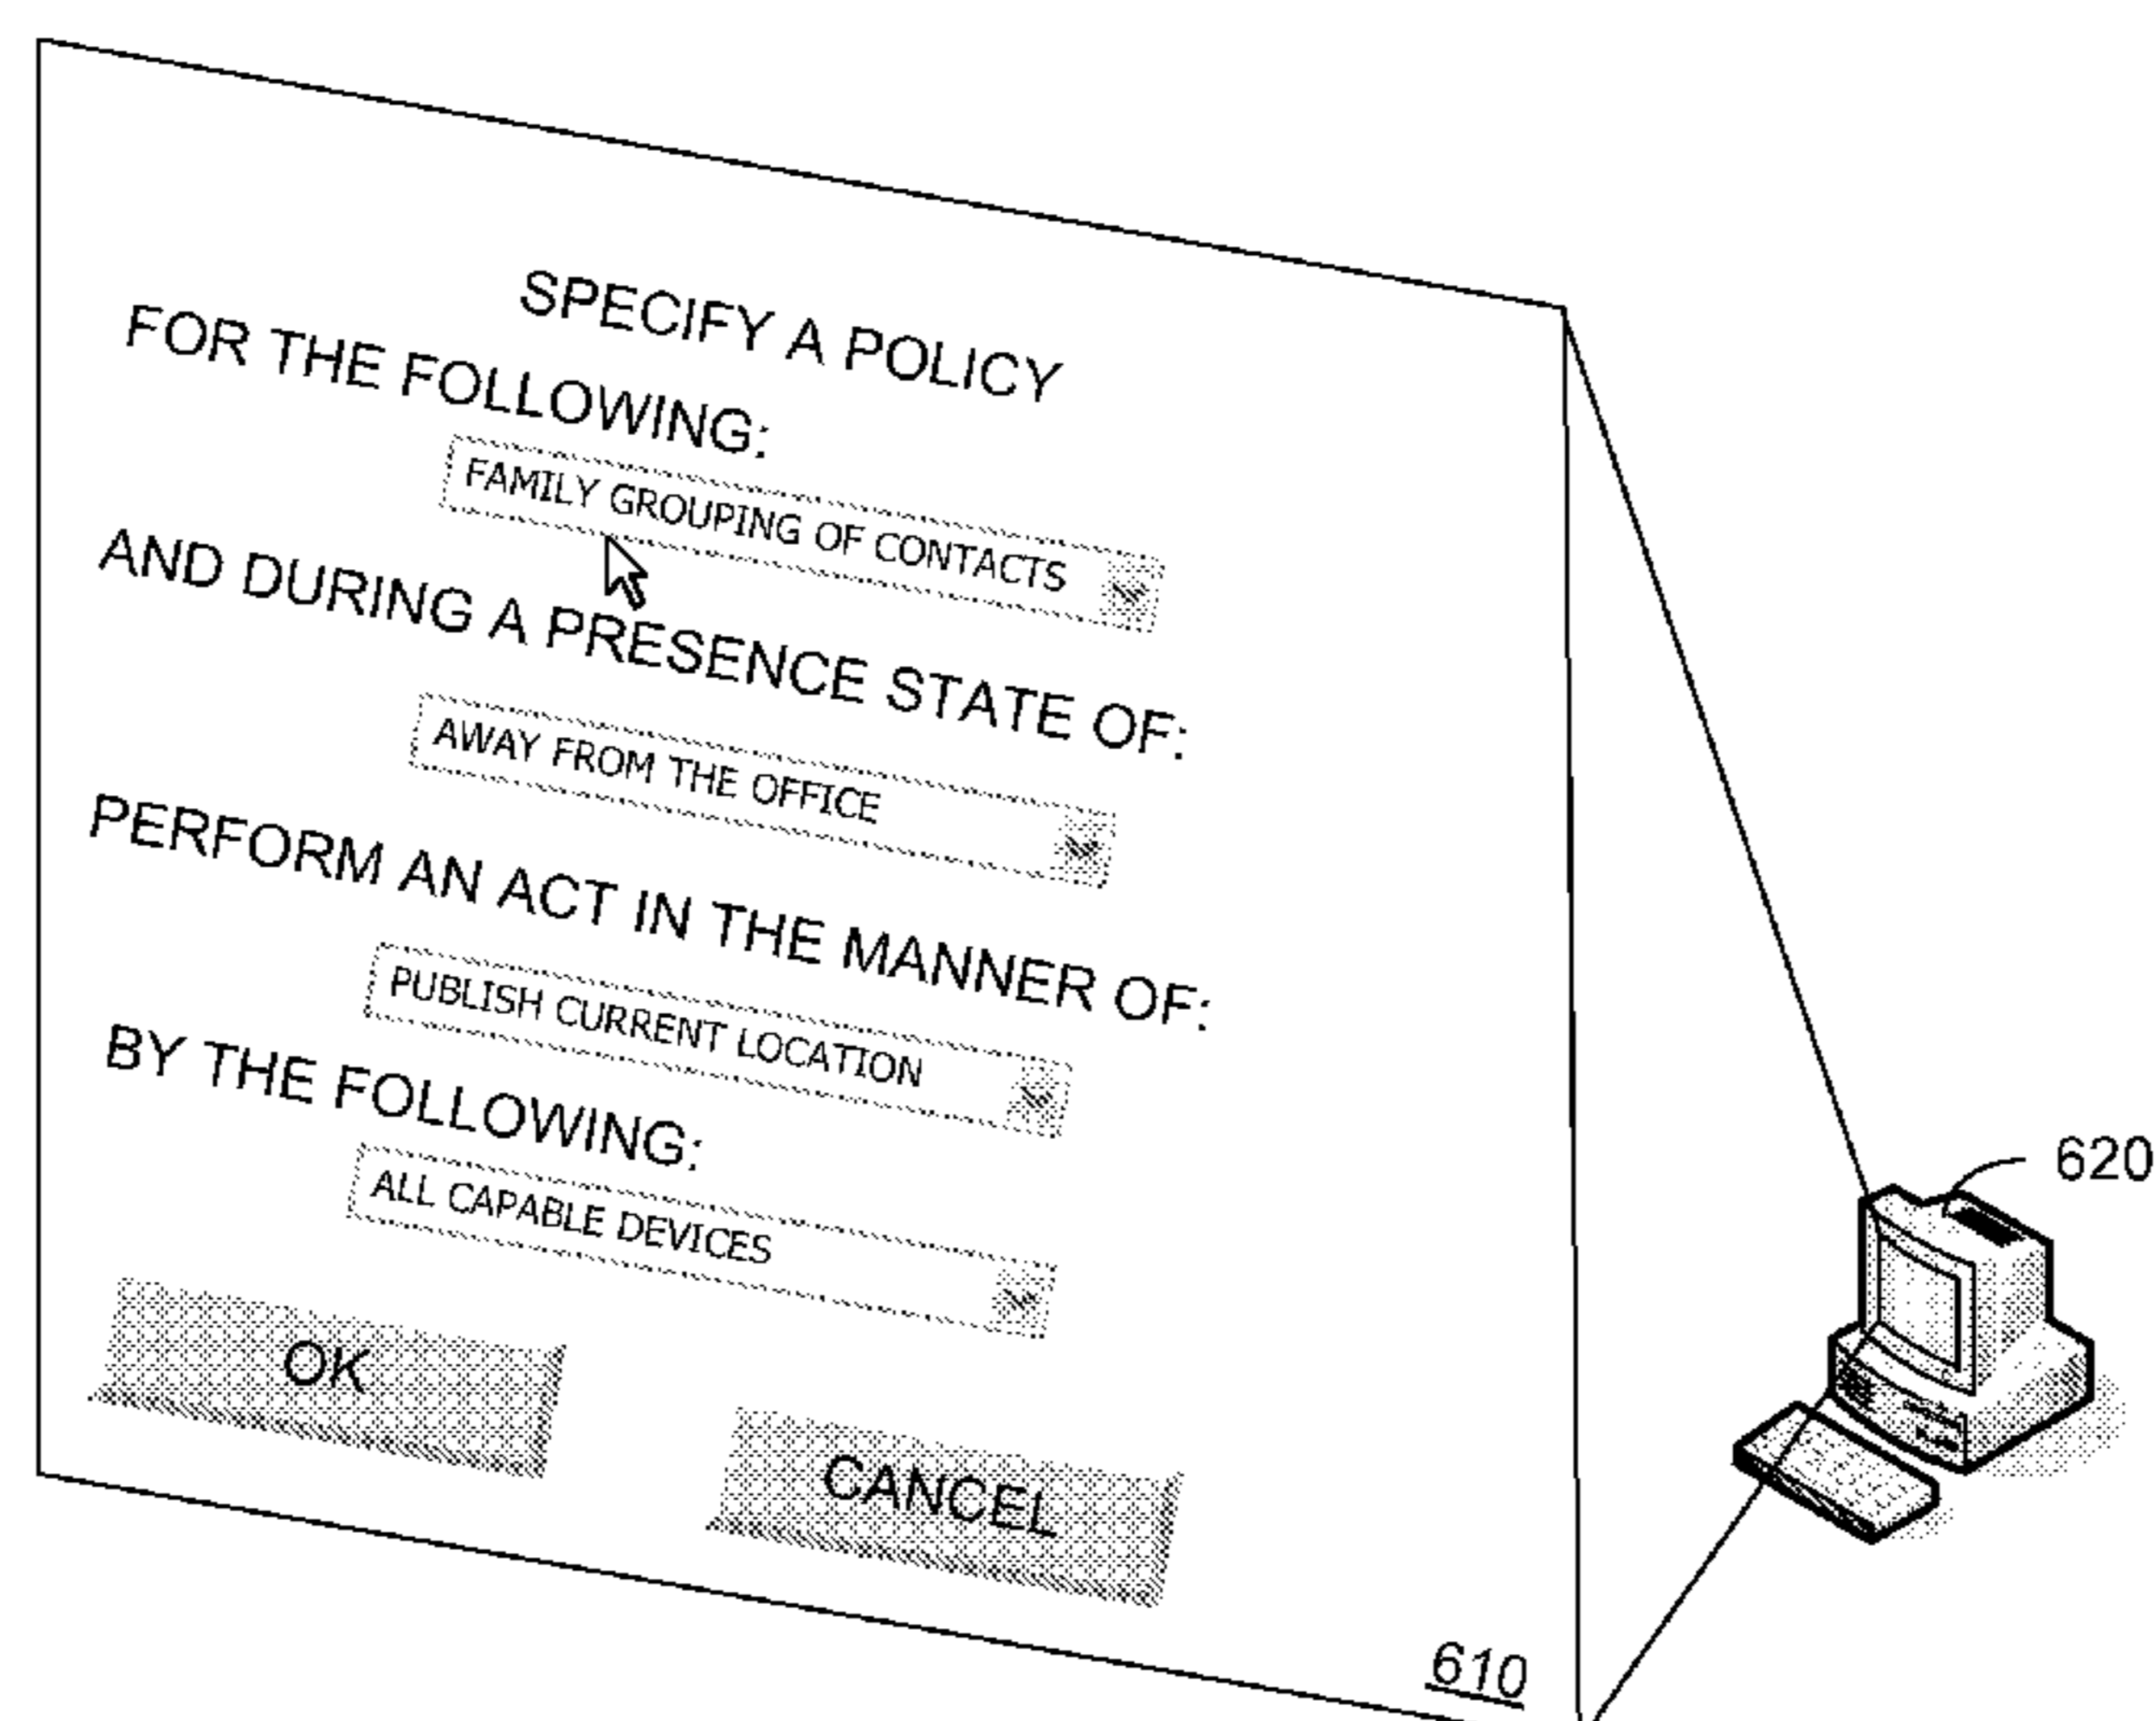 SPECIFY A POLICY
FOR THE FOLLOWING:
FAMILY GROUPING OF CONTACTS
AND DURING A PRESENCE STATE OF:
AWAY FROM THE OFFICE
PERFORM AN ACT IN THE MANNER OF:
PUBLISH CURRENT LOCATION
BY THE FOLLOWING:
ALL CAPABLE DEVICES
OK
CANCEL
610
620